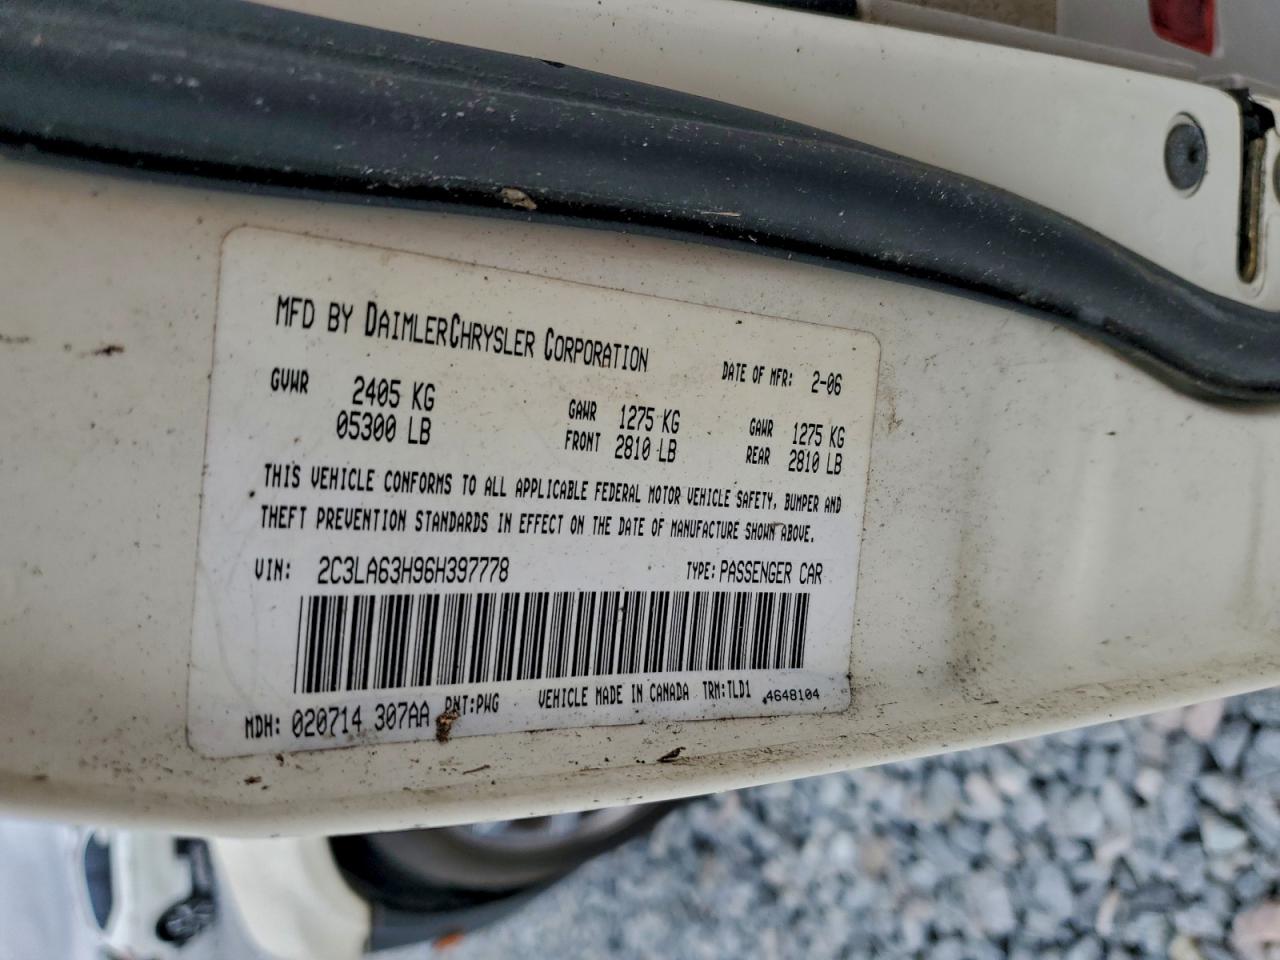 MFD BY DAIMLERCHRYSLER CORPORATION DATE OF MFR: 2-06
GVWR 2405 KG GAWR 1275 KG GAWR 1275 KG
05300 LB FRONT 2810 LB REAR 2810 LB
THIS VEHICLE CONFORMS TO ALL APPLICABLE FEDERAL MOTOR VEHICLE SAFETY, BUMPER AND
THEFT PREVENTION STANDARDS IN EFFECT ON THE DATE OF MANUFACTURE SHOWN ABOVE.
VIN: 2C3LA63H96H397778 TYPE: PASSENGER CAR
MDH: 020714 307AA PNT:PWG VEHICLE MADE IN CANADA TRM:TLD1 4648104